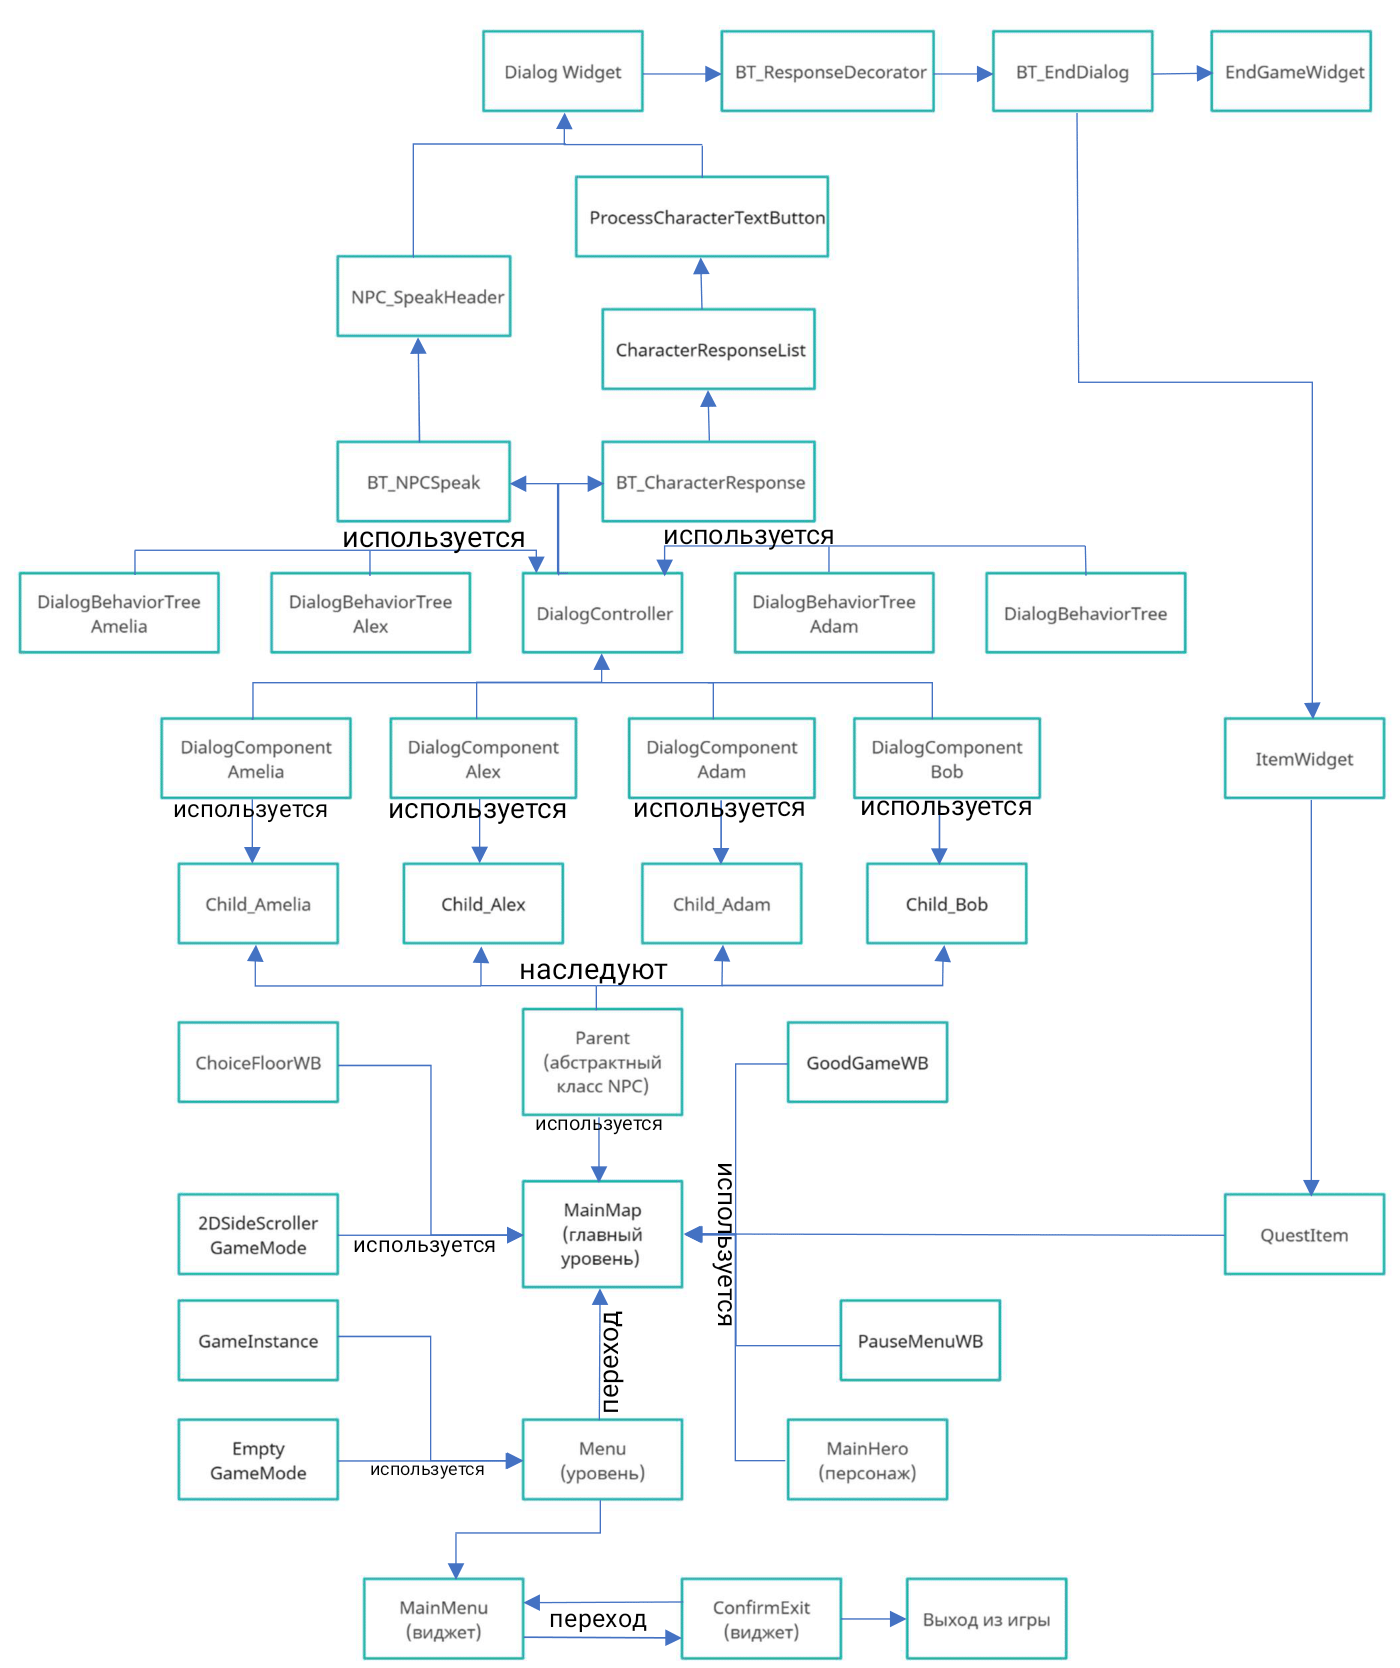 Dialog Widget
BT_ResponseDecorator
BT_EndDialog
EndGameWidget
ProcessCharacterTextButton
NPC_SpeakHeader
CharacterResponseList
BT_NPCSpeak
BT_CharacterResponse
используется
используется
DialogBehaviorTree
Amelia
DialogBehaviorTree
Alex
DialogController
DialogBehaviorTree
Adam
DialogBehaviorTree
DialogComponent
Amelia
DialogComponent
Alex
DialogComponent
Adam
DialogComponent
Bob
ItemWidget
используется
используется
используется
используется
Child_Amelia
Child_Alex
Child_Adam
Child_Bob
наследуют
ChoiceFloorWB
Parent
(абстрактный
класс NPC)
GoodGameWB
используется
2DSideScroller
GameMode
используется
MainMap
(главный
уровень)
используется
QuestItem
GameInstance
переход
PauseMenuWB
Empty
GameMode
используется
Menu
(уровень)
MainHero
(персонаж)
MainMenu
(виджет)
переход
ConfirmExit
(виджет)
Выход из игры